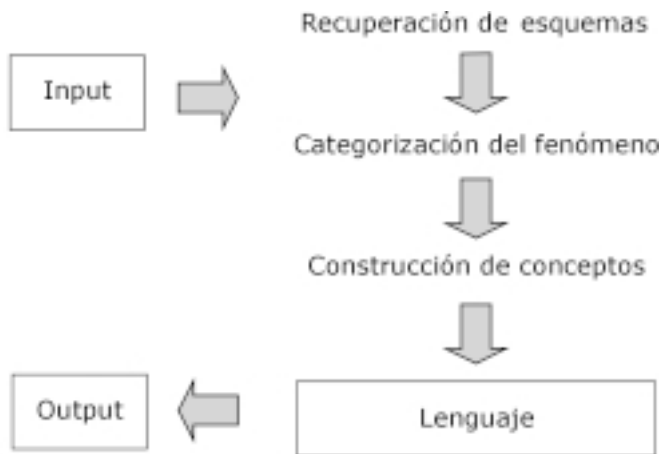 Recuperación de esquemas
Input
Categorización del fenómeno
Construcción de conceptos
Output
Lenguaje